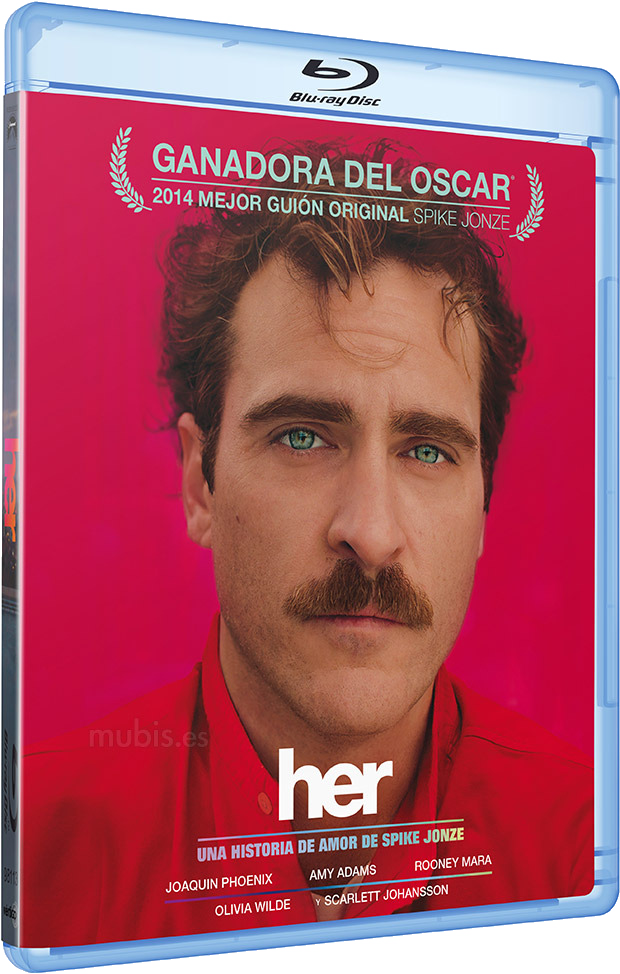 Blu-ray Disc
GANADORA DEL OSCAR®
2014 MEJOR GUIÓN ORIGINAL SPIKE JONZE
mubis.es
her
UNA HISTORIA DE AMOR DE SPIKE JONZE
JOAQUIN PHOENIX AMY ADAMS ROONEY MARA
OLIVIA WILDE Y SCARLETT JOHANSSON
her